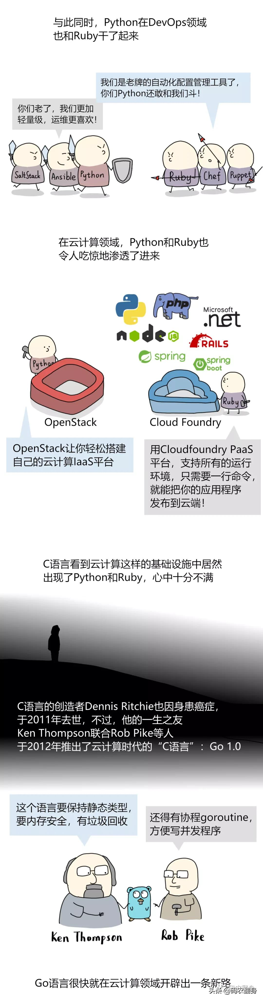 与此同时，Python在DevOps领域
也和Ruby干了起来
我们是老牌的自动化配置管理工具了，
你们Python还敢和我们斗！
你们老了，我们更加
轻量级，运维更喜欢！
SaltStack
Ansible
Python
Ruby
Chef
Puppet
在云计算领域，Python和Ruby也
令人吃惊地渗透了进来
php
Microsoft
.net
node
JS
RAILS
spring
spring
boot
Python
Ruby
OpenStack
Cloud Foundry
OpenStack让你轻松搭建
自己的云计算IaaS平台
用Cloudfoundry PaaS
平台，支持所有的运行
环境，只需要一行命令，
就能把你的应用程序
发布到云端！
C语言看到云计算这样的基础设施中居然
出现了Python和Ruby，心中十分不满
C语言的创造者Dennis Ritchie也因身患癌症，
于2011年去世，不过，他的一生之友
Ken Thompson联合Rob Pike等人
于2012年推出了云计算时代的“C语言”：Go 1.0
这个语言要保持静态类型，
要内存安全，有垃圾回收
还得有协程goroutine，
方便写并发程序
Ken Thompson
Rob Pike
Go语言很快就在云计算领域开辟出一条新路
码农翻身
头条 @码农翻身